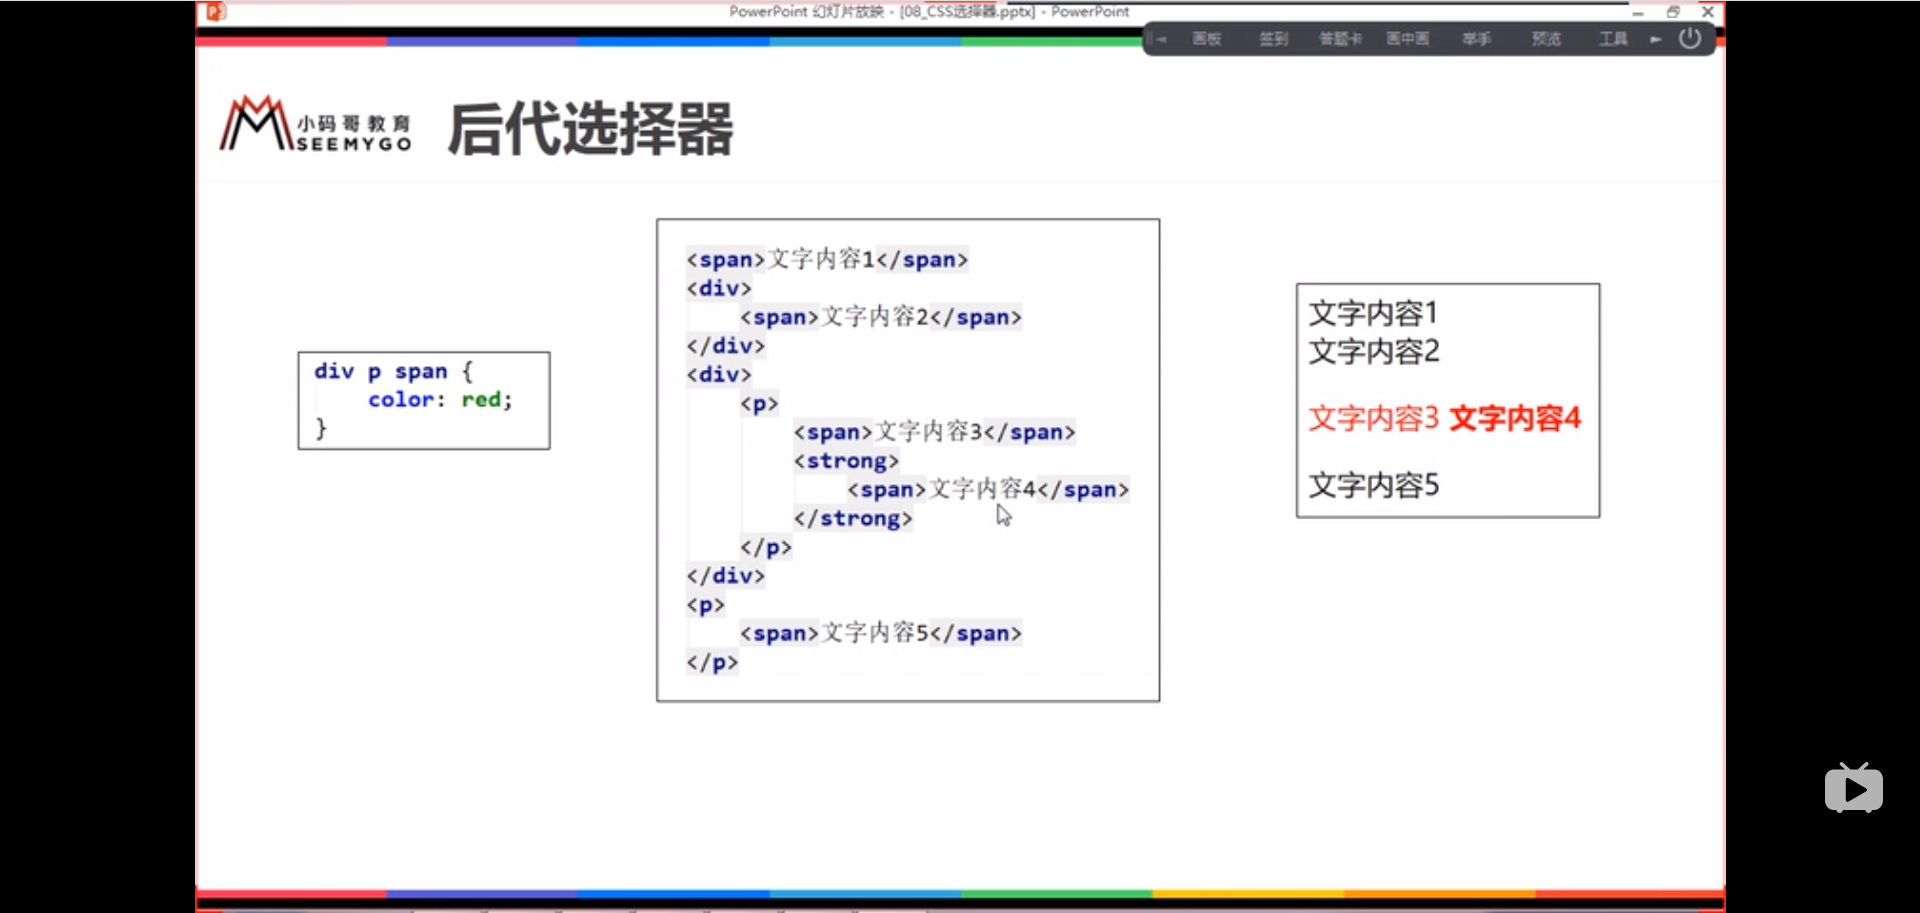 PowerPoint 幻灯片放映 - [08_CSS选择器.pptx] - PowerPoint
画板 签到 答题卡 画中画 举手 预览 工具
小码哥教育
SEEMYGO
后代选择器
div p span {
    color: red;
}
<span>文字内容1</span>
<div>
    <span>文字内容2</span>
</div>
<div>
    <p>
        <span>文字内容3</span>
        <strong>
            <span>文字内容4</span>
        </strong>
    </p>
</div>
<p>
    <span>文字内容5</span>
</p>
文字内容1
文字内容2
文字内容3 文字内容4
文字内容5